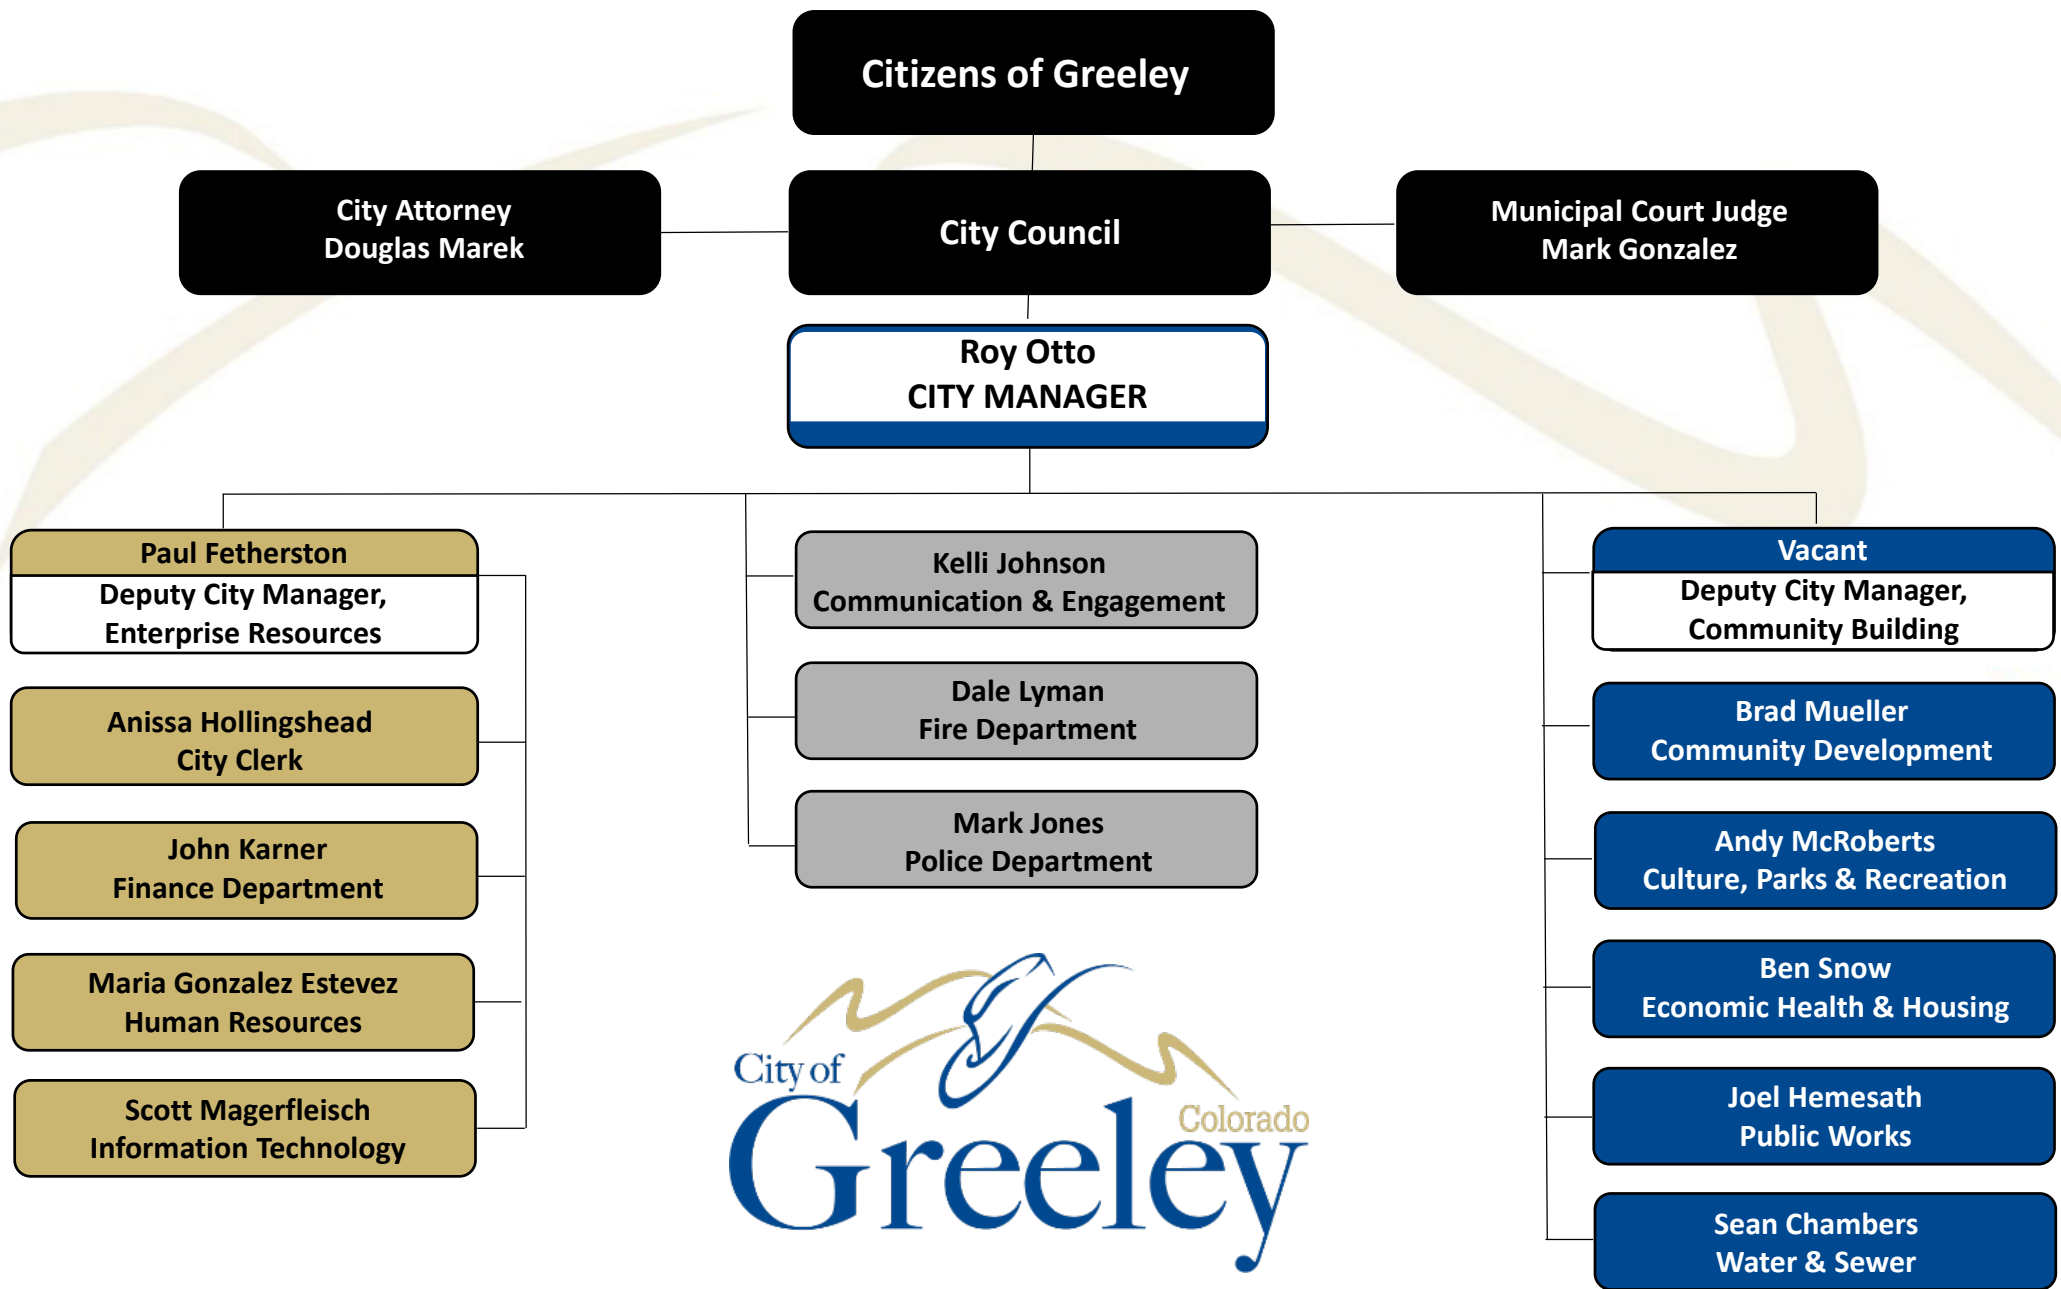 Citizens of Greeley
City Attorney
Douglas Marek
City Council
Municipal Court Judge
Mark Gonzalez
Roy Otto
CITY MANAGER
Paul Fetherston
Deputy City Manager,
Enterprise Resources
Anissa Hollingshead
City Clerk
John Karner
Finance Department
Maria Gonzalez Estevez
Human Resources
Scott Magerfleisch
Information Technology
Kelli Johnson
Communication & Engagement
Dale Lyman
Fire Department
Mark Jones
Police Department
Vacant
Deputy City Manager,
Community Building
Brad Mueller
Community Development
Andy McRoberts
Culture, Parks & Recreation
Ben Snow
Economic Health & Housing
Joel Hemesath
Public Works
Sean Chambers
Water & Sewer
City of
Greeley
Colorado